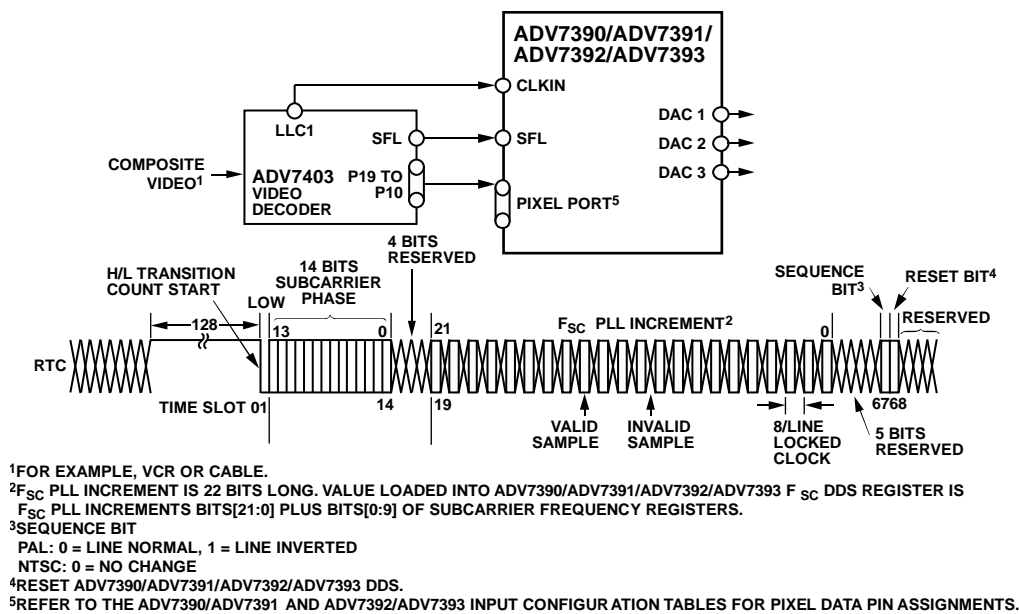 ADV7390/ADV7391/
ADV7392/ADV7393
CLKIN
LLC1
DAC 1
SFL
SFL
DAC 2
COMPOSITE
VIDEO1
ADV7403
VIDEO
DECODER
P19 TO
P10
DAC 3
PIXEL PORT5
4 BITS
RESERVED
H/L TRANSITION
COUNT START
14 BITS
SUBCARRIER
PHASE
SEQUENCE
BIT3
RESET BIT4
LOW
128
13
0
21
FSC PLL INCREMENT2
0
RESERVED
RTC
TIME SLOT 01
14
19
6768
VALID
SAMPLE
INVALID
SAMPLE
8/LINE
LOCKED
CLOCK
5 BITS
RESERVED
1FOR EXAMPLE, VCR OR CABLE.
2FSC PLL INCREMENT IS 22 BITS LONG. VALUE LOADED INTO ADV7390/ADV7391/ADV7392/ADV7393 F SC DDS REGISTER IS
FSC PLL INCREMENTS BITS[21:0] PLUS BITS[0:9] OF SUBCARRIER FREQUENCY REGISTERS.
3SEQUENCE BIT
PAL: 0 = LINE NORMAL, 1 = LINE INVERTED
NTSC: 0 = NO CHANGE
4RESET ADV7390/ADV7391/ADV7392/ADV7393 DDS.
5REFER TO THE ADV7390/ADV7391 AND ADV7392/ADV7393 INPUT CONFIGURATION TABLES FOR PIXEL DATA PIN ASSIGNMENTS.